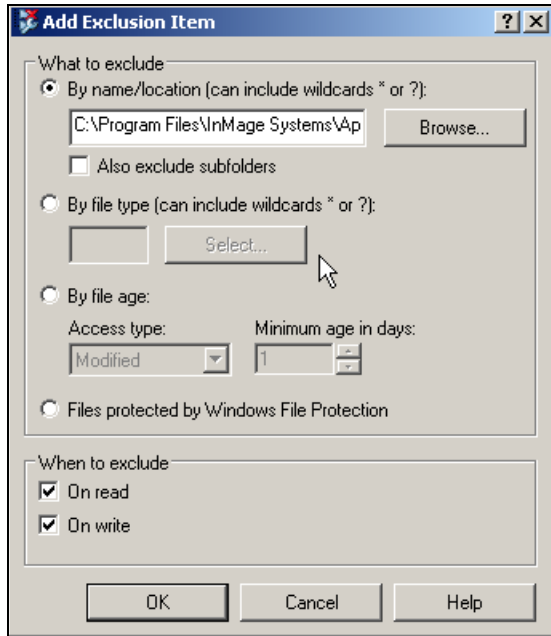 Add Exclusion Item
What to exclude
By name/location (can include wildcards * or ?):
C:\Program Files\InMage Systems\Ap
Browse...
Also exclude subfolders
By file type (can include wildcards * or ?):
Select...
By file age:
Access type: Minimum age in days:
Modified 1
Files protected by Windows File Protection
When to exclude
On read
On write
OK Cancel Help